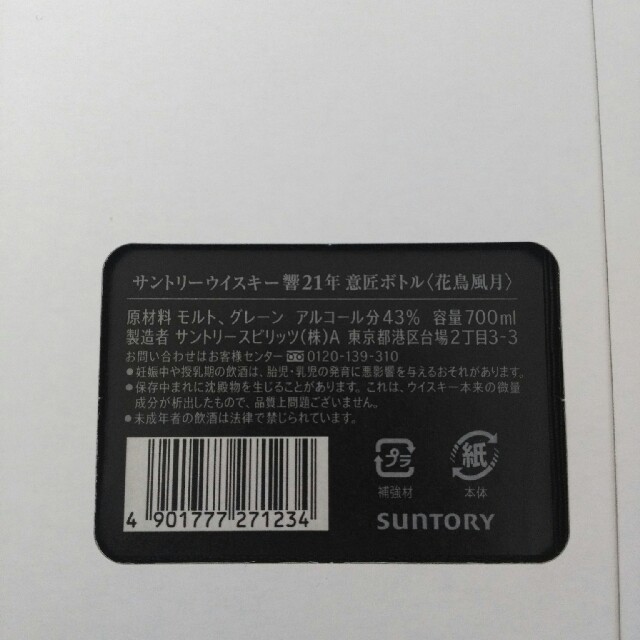 サントリーウイスキー 響21年 意匠ボトル〈花鳥風月〉
原材料 モルト、グレーン アルコール分43% 容量700ml
製造者 サントリースピリッツ(株)A 東京都港区台場2丁目3-3
お問い合わせはお客様センター 0120-139-310
●妊娠中や授乳期の飲酒は、胎児・乳児の発育に悪影響を与えるおそれがあります。
●保存中まれに沈殿物を生じることがあります。これは、ウイスキー本来の微量
成分が析出したもので、品質上問題ございません。
●未成年者の飲酒は法律で禁じられています。
4 901777 271234
プラ
補強材
紙
本体
SUNTORY